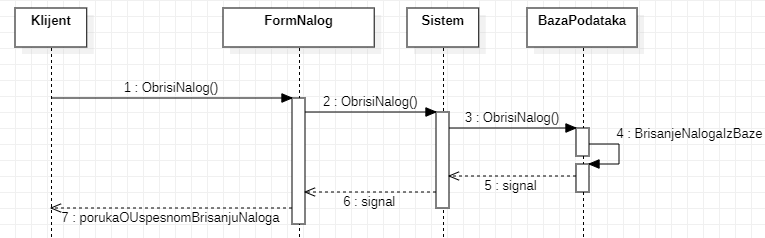 Klijent
FormNalog
Sistem
BazaPodataka
1 : ObrisiNalog()
2 : ObrisiNalog()
3 : ObrisiNalog()
4 : BrisanjeNalogaIzBaze
5 : signal
6 : signal
7 : porukaOUspesnomBrisanjuNaloga